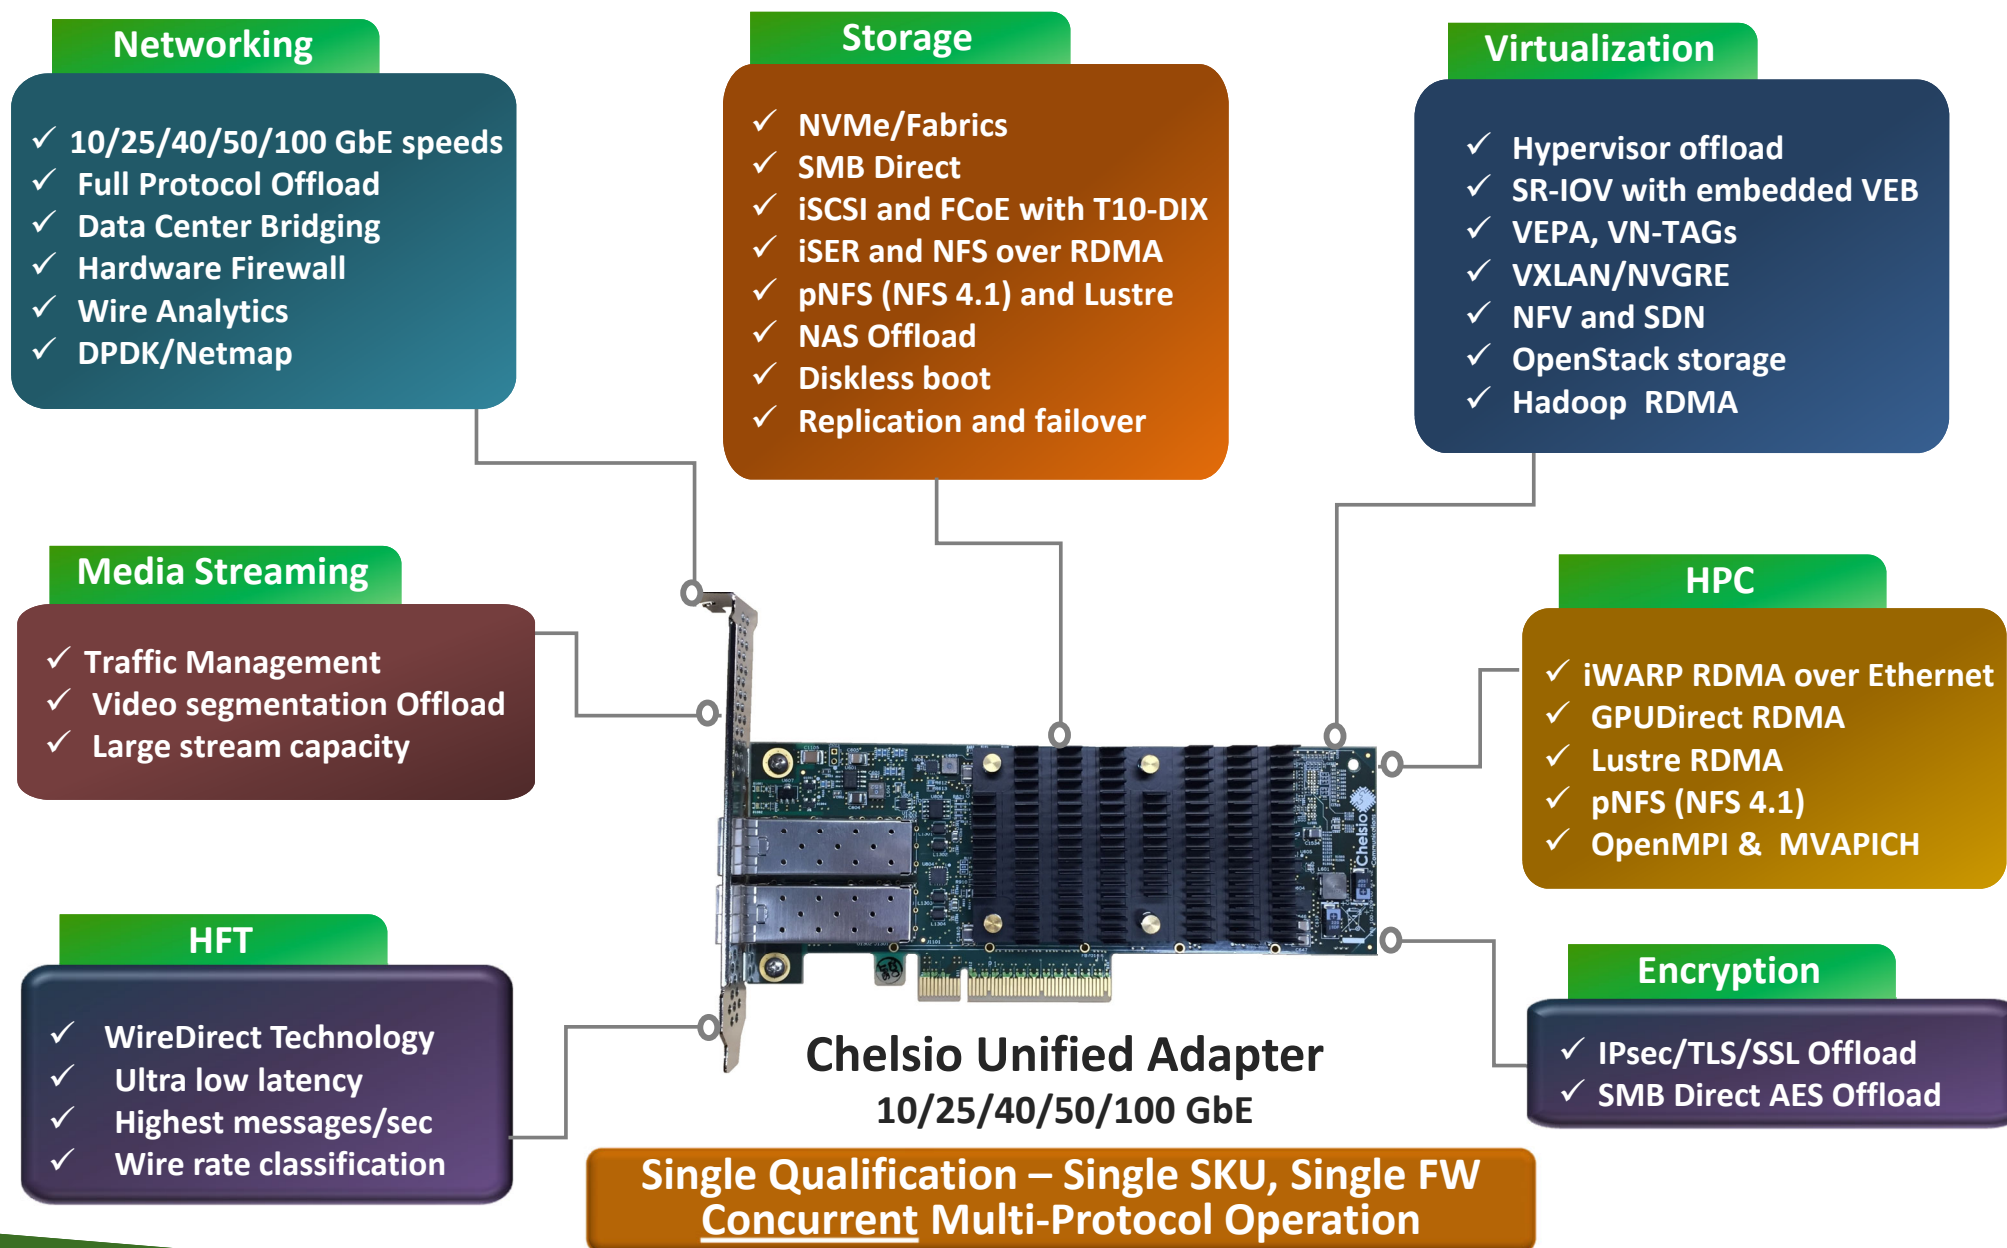 Networking
10/25/40/50/100 GbE speeds
Full Protocol Offload
Data Center Bridging
Hardware Firewall
Wire Analytics
DPDK/Netmap
Storage
NVMe/Fabrics
SMB Direct
iSCSI and FCoE with T10-DIX
iSER and NFS over RDMA
pNFS (NFS 4.1) and Lustre
NAS Offload
Diskless boot
Replication and failover
Virtualization
Hypervisor offload
SR-IOV with embedded VEB
VEPA, VN-TAGs
VXLAN/NVGRE
NFV and SDN
OpenStack storage
Hadoop RDMA
Media Streaming
Traffic Management
Video segmentation Offload
Large stream capacity
HPC
iWARP RDMA over Ethernet
GPUDirect RDMA
Lustre RDMA
pNFS (NFS 4.1)
OpenMPI & MVAPICH
HFT
WireDirect Technology
Ultra low latency
Highest messages/sec
Wire rate classification
Encryption
IPsec/TLS/SSL Offload
SMB Direct AES Offload
Chelsio
Communications
Chelsio Unified Adapter
10/25/40/50/100 GbE
Single Qualification – Single SKU, Single FW
Concurrent Multi-Protocol Operation